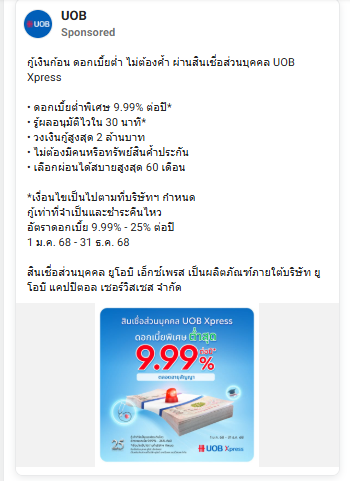 UOB
UOB
Sponsored
กู้เงินก้อน ดอกเบี้ยต่ำ ไม่ต้องค้ำ ผ่านสินเชื่อส่วนบุคคล UOB
Xpress
• ดอกเบี้ยต่ำพิเศษ 9.99% ต่อปี*
• รู้ผลอนุมัติไวใน 30 นาที*
• วงเงินกู้สูงสุด 2 ล้านบาท
• ไม่ต้องมีคนหรือทรัพย์สินค้ำประกัน
• เลือกผ่อนได้สบายสูงสุด 60 เดือน
*เงื่อนไขเป็นไปตามที่บริษัทฯ กำหนด
กู้เท่าที่จำเป็นและชำระคืนไหว
อัตราดอกเบี้ย 9.99% - 25% ต่อปี
1 ม.ค. 68 - 31 ธ.ค. 68
สินเชื่อส่วนบุคคล ยูโอบี เอ็กซ์เพรส เป็นผลิตภัณฑ์ภายใต้บริษัท ยู
โอบี แคปปิตอล เซอร์วิสเซส จำกัด
สินเชื่อส่วนบุคคล UOB Xpress
ดอกเบี้ยพิเศษ ต่ำสุด
9.99%
ตลอดอายุสัญญา
UOB Xpress